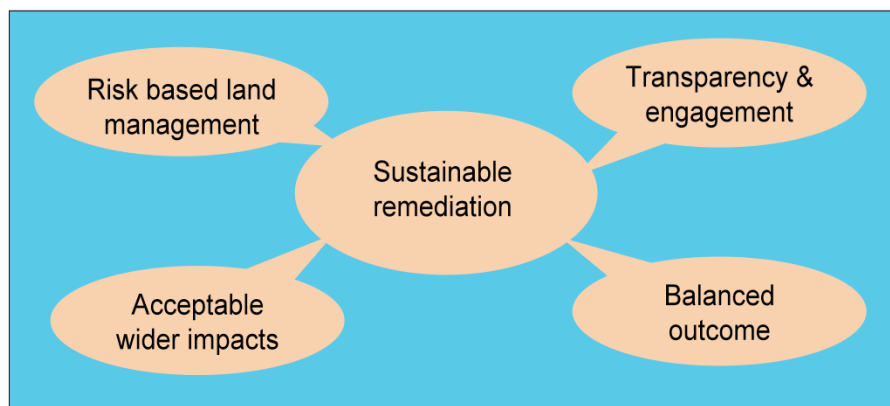 Risk based land
management
Transparency &
engagement
Sustainable
remediation
Acceptable
wider impacts
Balanced
outcome